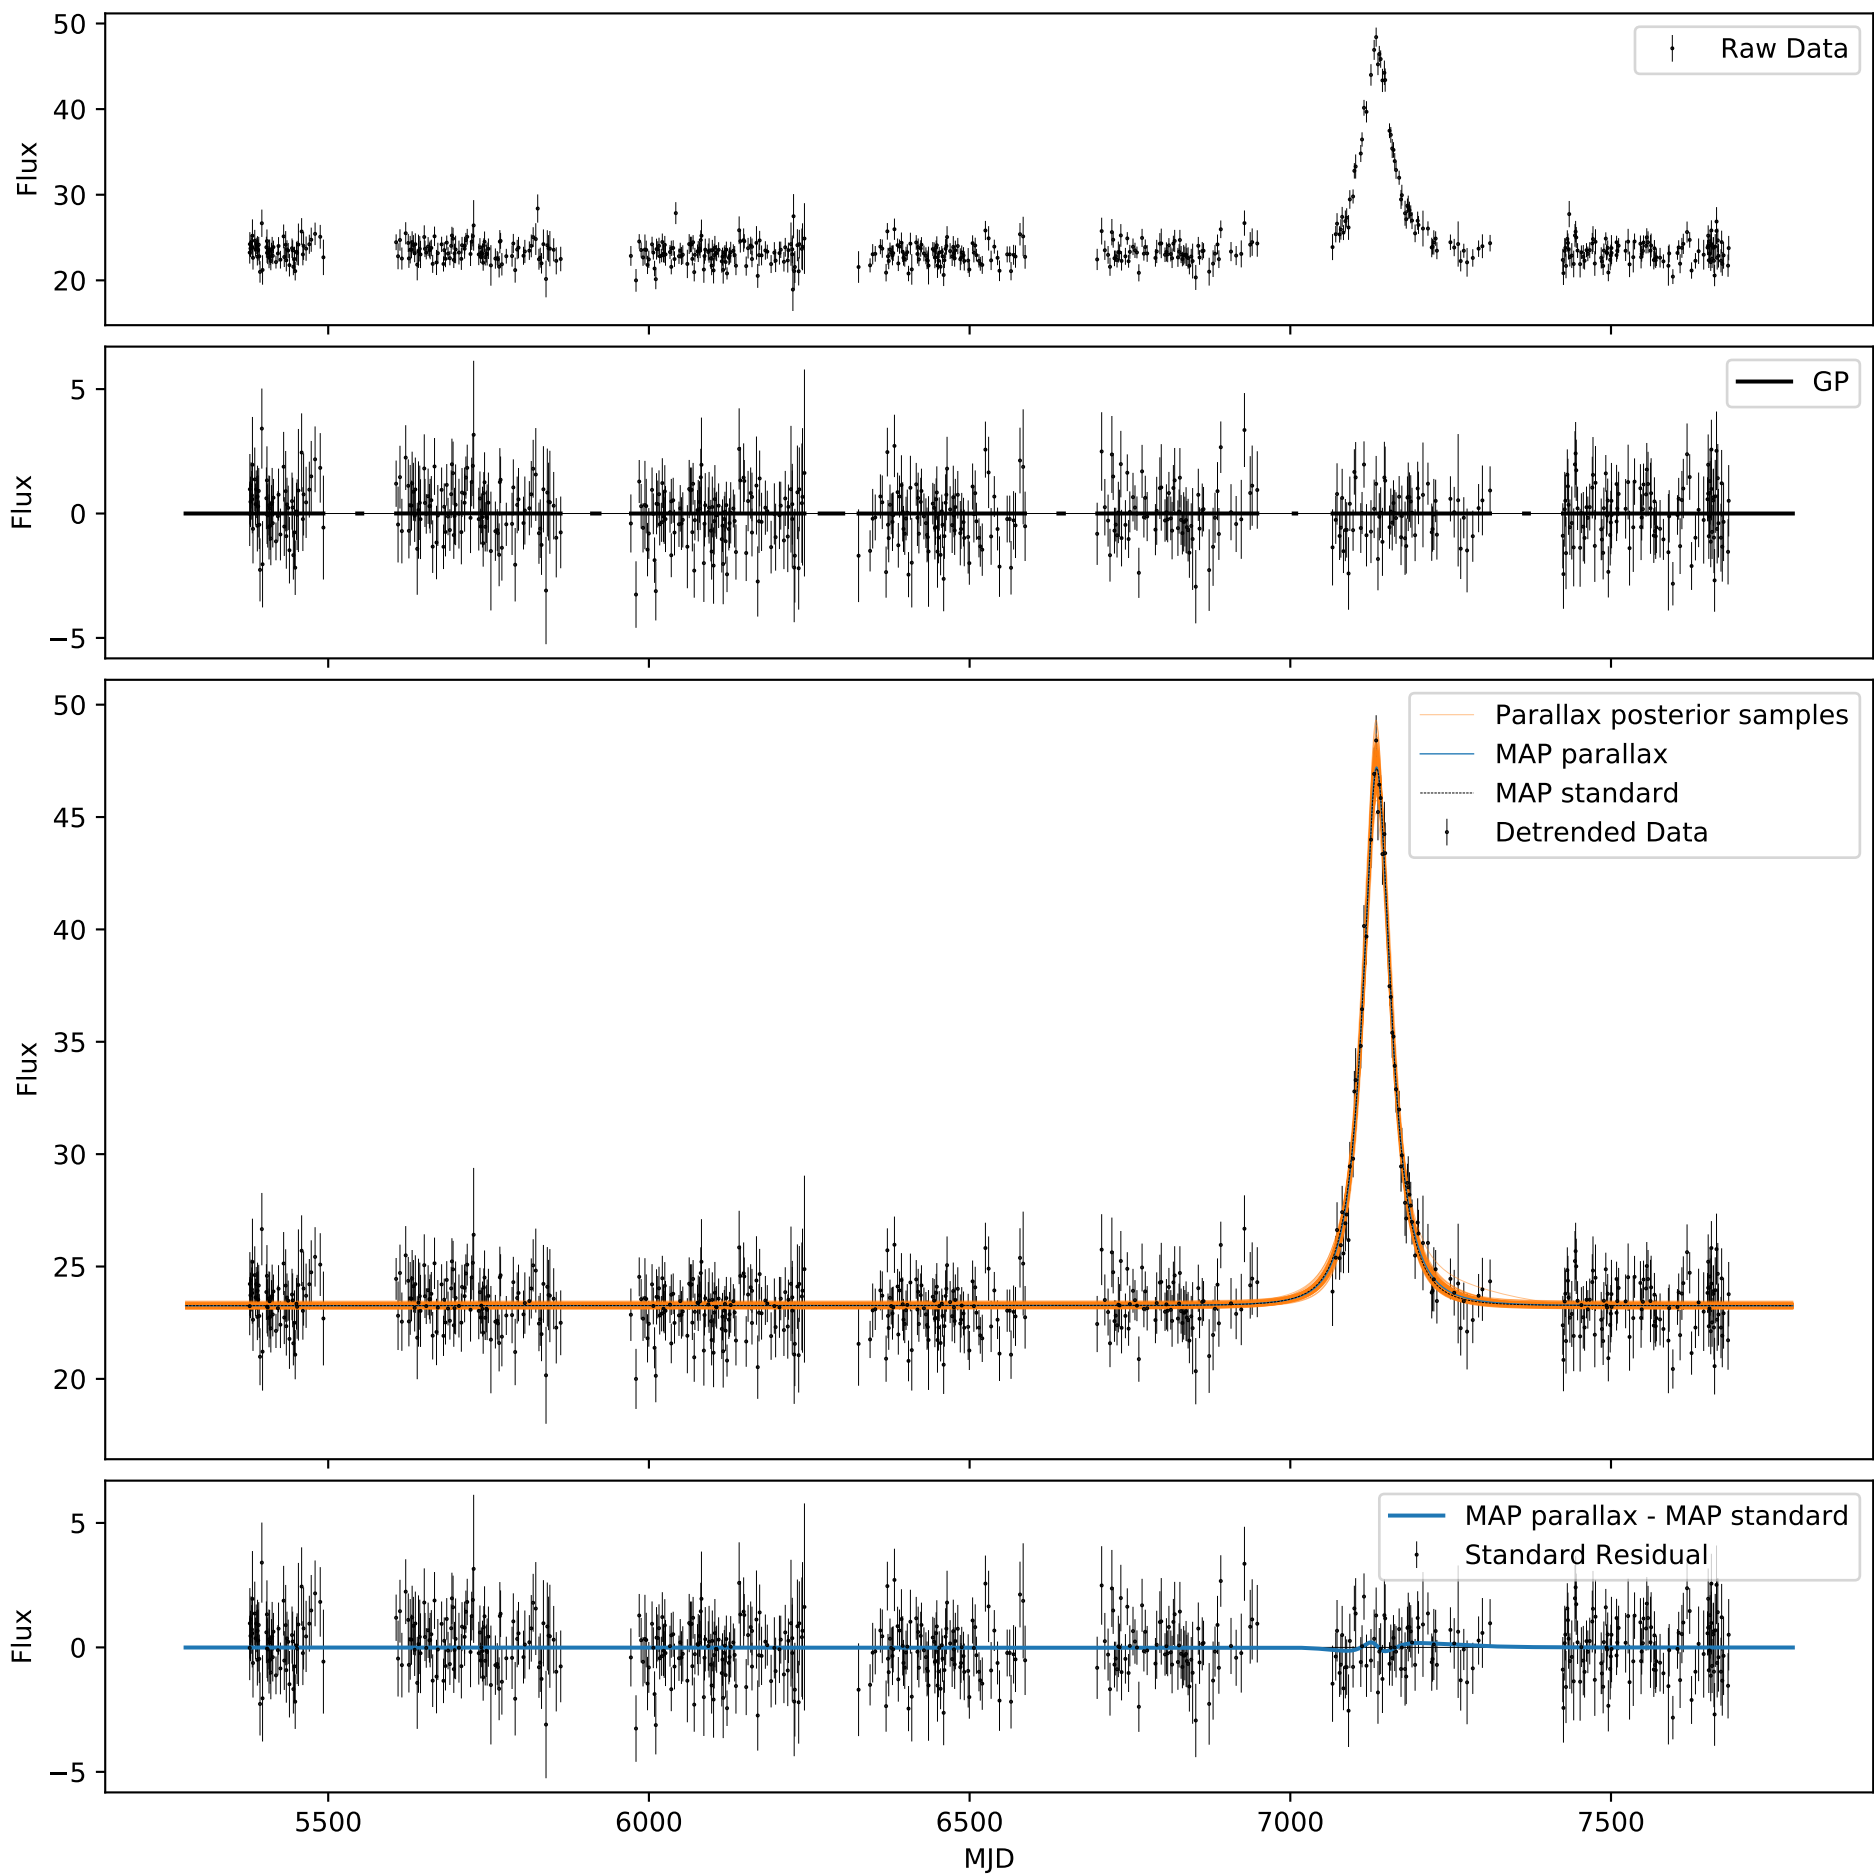 50
40
30
20
Flux
Raw Data
5
0
−5
Flux
GP
50
45
40
35
30
25
20
Flux
Parallax posterior samples
MAP parallax
MAP standard
Detrended Data
5
0
−5
Flux
MAP parallax - MAP standard
Standard Residual
5500 6000 6500 7000 7500
MJD